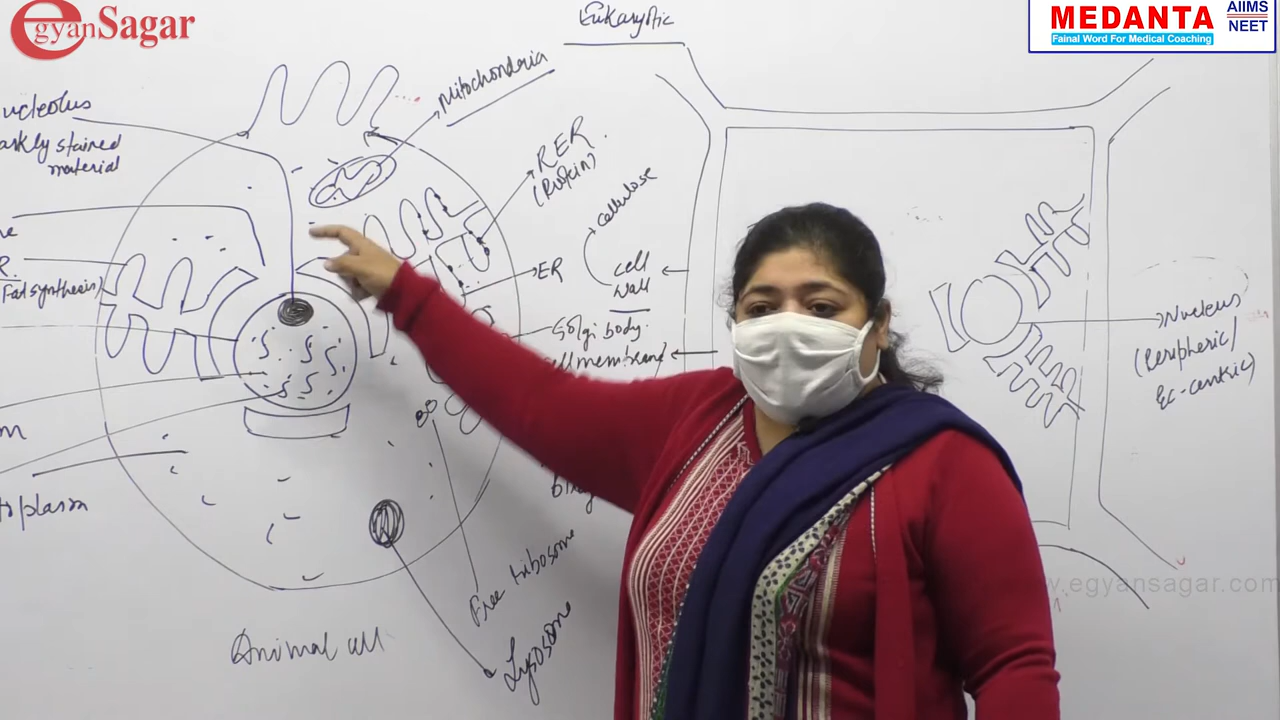 egyanSagar
Eukaryotic
MEDANTA
Fainal Word For Medical Coaching
AIIMS
NEET
ucleolus
arkly stained
material
Mitochondria
RER
(Protein)
cellulose
cell
wall
ER
R.
Fat synthesis)
Golgi body.
cell membrane
Nucleus
(Peripheric/
Ec-centric)
plasm
Free ribosome
Lysosome
Animal cell
www.egyansagar.com